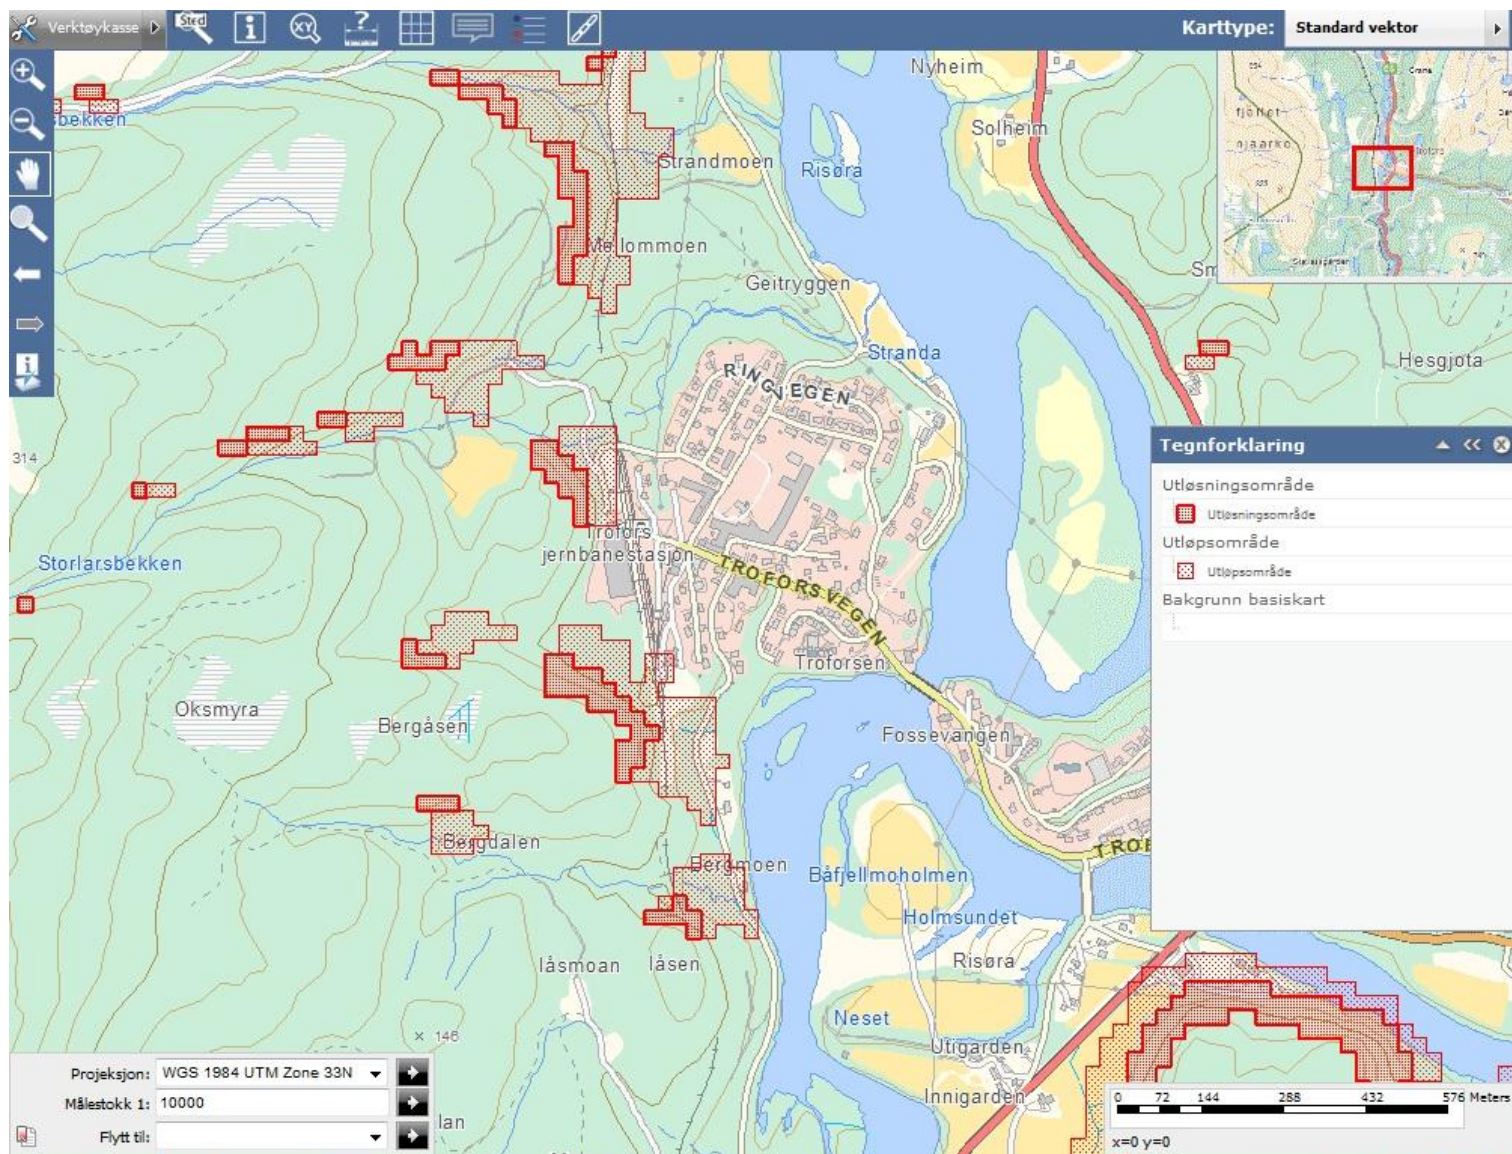 Verktøykasse
Sted
XY
?
Karttype:
Standard vektor
sbekken
Nyheim
Solheim
Strandmoen
Risøra
Geitryggen
Stranda
Hesgjota
RINGVEGEN
314
Storlarsbekken
Trofors
jernbanestasjon
TROFORSVEGEN
Troforsen
Oksmyra
Bergåsen
Fossevangen
Bergdalen
Bergmoen
Båfjellmoholmen
Holmsundet
låsmoan
låsen
Risøra
Neset
146
Utigarden
Innigarden
lan
Tegnforklaring
Utløsningsområde
Utløsningsområde
Utløpsområde
Utløpsområde
Bakgrunn basiskart
Projeksjon: WGS 1984 UTM Zone 33N
Målestokk 1: 10000
Flytt til:
0 72 144 288 432 576 Meters
x=0 y=0